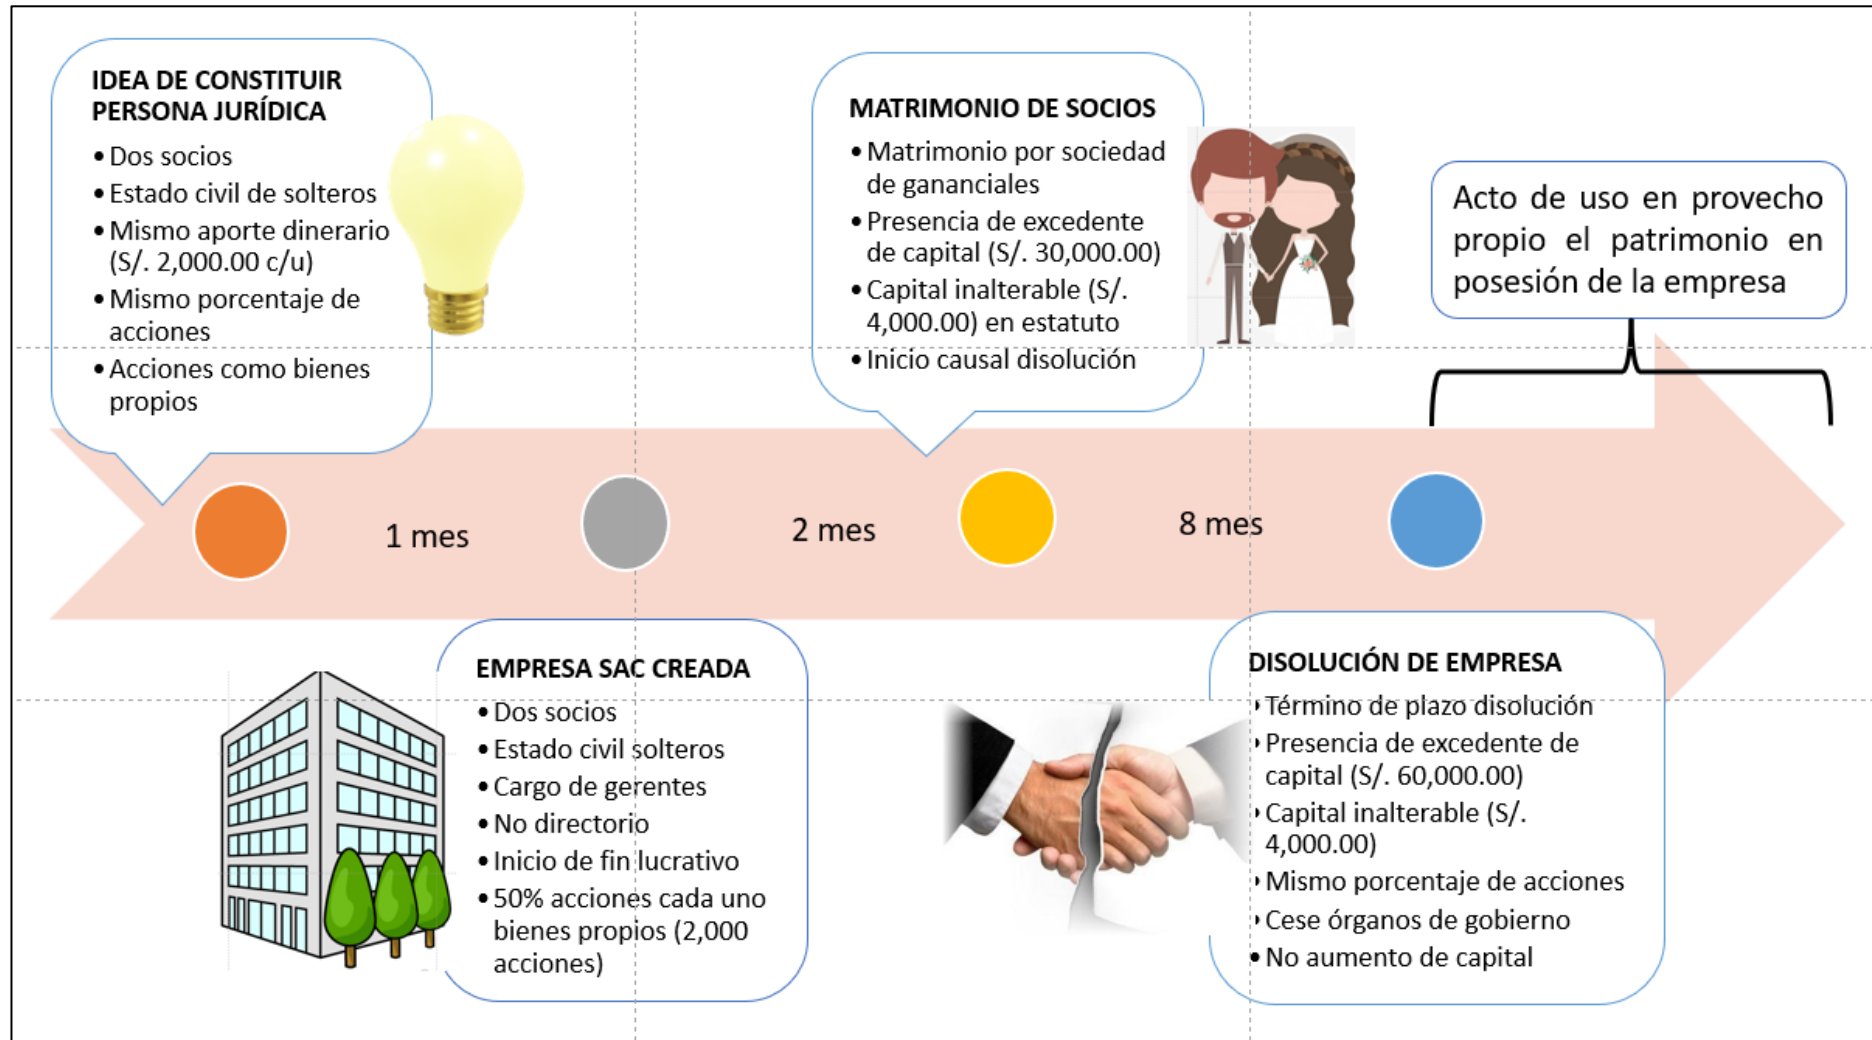 IDEA DE CONSTITUIR
PERSONA JURÍDICA
• Dos socios
• Estado civil de solteros
• Mismo aporte dinerario
(S/. 2,000.00 c/u)
• Mismo porcentaje de
acciones
• Acciones como bienes
propios
MATRIMONIO DE SOCIOS
• Matrimonio por sociedad
de gananciales
• Presencia de excedente
de capital (S/. 30,000.00)
• Capital inalterable (S/.
4,000.00) en estatuto
• Inicio causal disolución
Acto de uso en provecho
propio el patrimonio en
posesión de la empresa
1 mes
2 mes
8 mes
EMPRESA SAC CREADA
• Dos socios
• Estado civil solteros
• Cargo de gerentes
• No directorio
• Inicio de fin lucrativo
• 50% acciones cada uno
bienes propios (2,000
acciones)
DISOLUCIÓN DE EMPRESA
• Término de plazo disolución
• Presencia de excedente de
capital (S/. 60,000.00)
• Capital inalterable (S/.
4,000.00)
• Mismo porcentaje de acciones
• Cese órganos de gobierno
• No aumento de capital